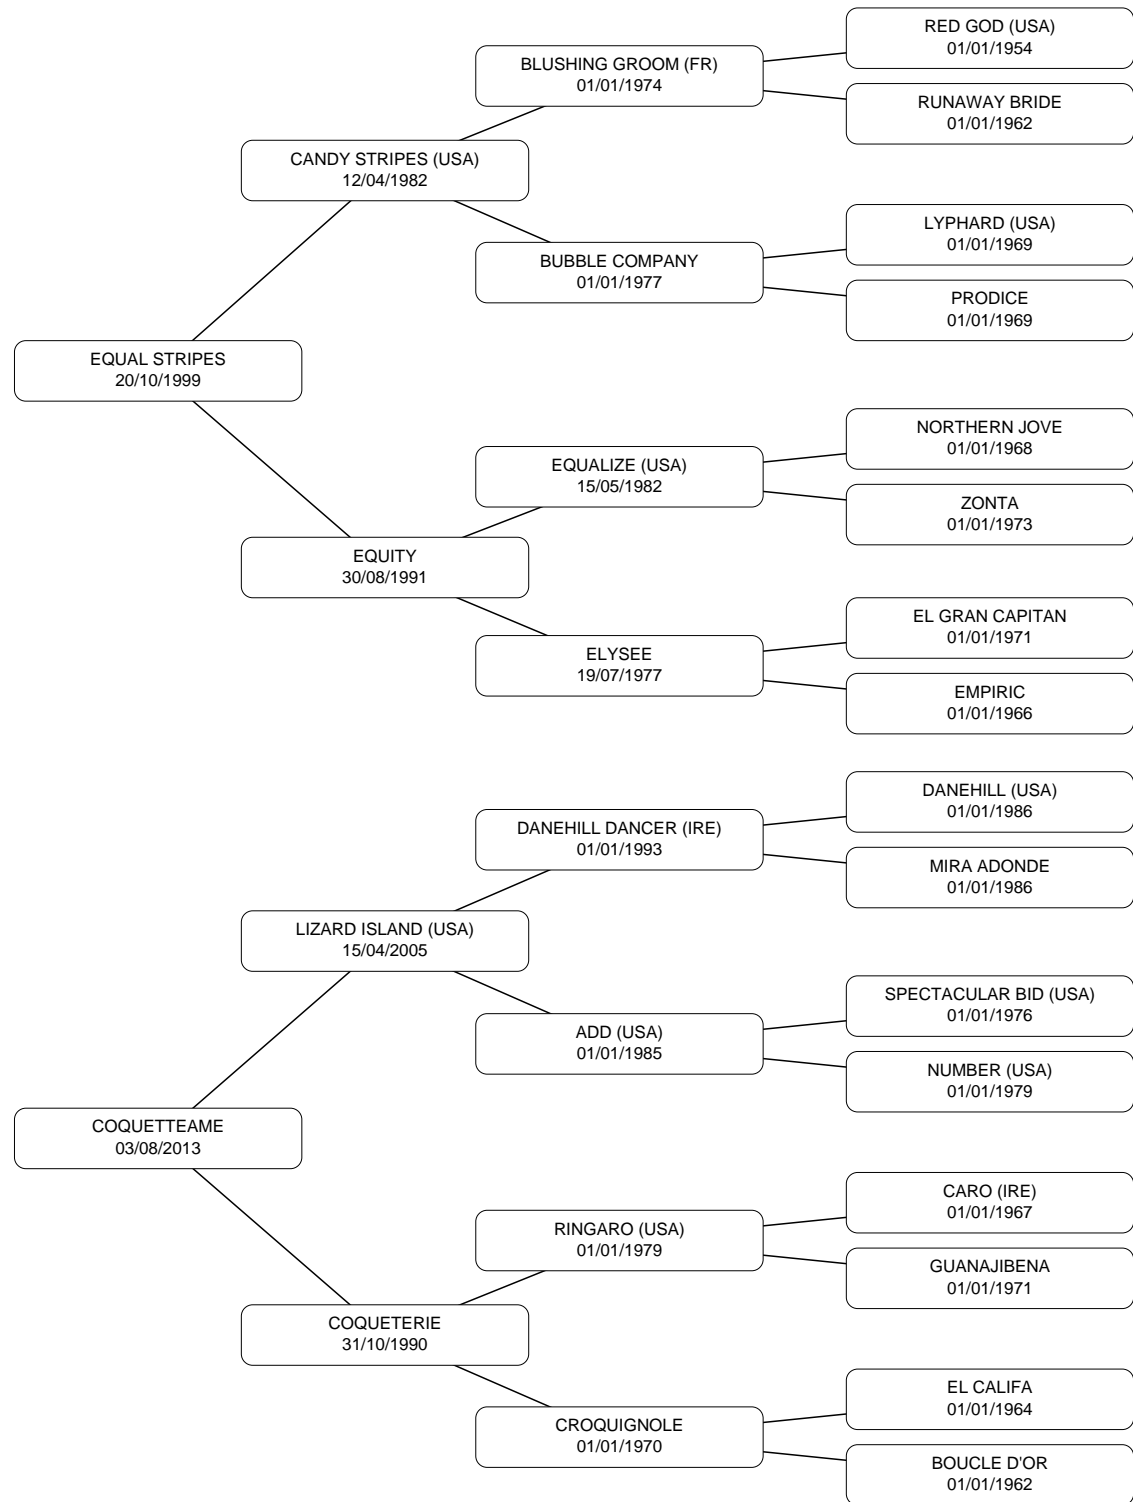 RED GOD (USA)
01/01/1954
BLUSHING GROOM (FR)
01/01/1974
RUNAWAY BRIDE
01/01/1962
CANDY STRIPES (USA)
12/04/1982
LYPHARD (USA)
01/01/1969
BUBBLE COMPANY
01/01/1977
PRODICE
01/01/1969
EQUAL STRIPES
20/10/1999
NORTHERN JOVE
01/01/1968
EQUALIZE (USA)
15/05/1982
ZONTA
01/01/1973
EQUITY
30/08/1991
EL GRAN CAPITAN
01/01/1971
ELYSEE
19/07/1977
EMPIRIC
01/01/1966
DANEHILL (USA)
01/01/1986
DANEHILL DANCER (IRE)
01/01/1993
MIRA ADONDE
01/01/1986
LIZARD ISLAND (USA)
15/04/2005
SPECTACULAR BID (USA)
01/01/1976
ADD (USA)
01/01/1985
NUMBER (USA)
01/01/1979
COQUETTEAME
03/08/2013
CARO (IRE)
01/01/1967
RINGARO (USA)
01/01/1979
GUANAJIBENA
01/01/1971
COQUETERIE
31/10/1990
EL CALIFA
01/01/1964
CROQUIGNOLE
01/01/1970
BOUCLE D'OR
01/01/1962